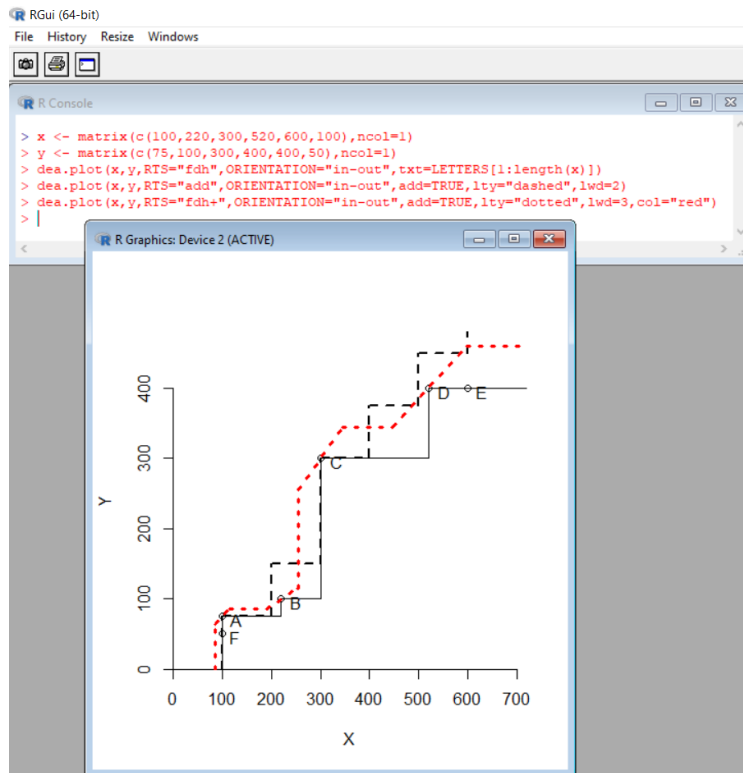 RGui (64-bit)
File History Resize Windows
R Console
> x <- matrix(c(100,220,300,520,600,100),ncol=1)
> y <- matrix(c(75,100,300,400,400,50),ncol=1)
> dea.plot(x,y,RTS="fdh",ORIENTATION="in-out",txt=LETTERS[1:length(x)])
> dea.plot(x,y,RTS="add",ORIENTATION="in-out",add=TRUE,lty="dashed",lwd=2)
> dea.plot(x,y,RTS="fdh+",ORIENTATION="in-out",add=TRUE,lty="dotted",lwd=3,col="red")
>
R Graphics: Device 2 (ACTIVE)
400
D E
300
C
Y
200
100
B
A
F
0
0 100 200 300 400 500 600 700
X